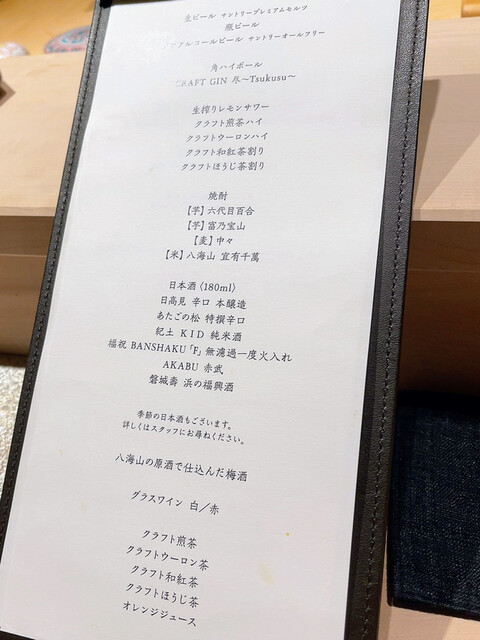 生ビール サントリープレミアムモルツ
瓶ビール
アルコールビール サントリーオールフリー
角ハイボール
CRAFT GIN 尽〜Tsukusu〜
生搾りレモンサワー
クラフト煎茶ハイ
クラフトウーロンハイ
クラフト和紅茶割り
クラフトほうじ茶割り
焼酎
【芋】六代目百合
【芋】富乃宝山
【麦】中々
【米】八海山 宜有千萬
日本酒〈180ml〉
日高見 辛口 本醸造
あたごの松 特撰辛口
紀土 KID 純米酒
福祝 BANSHAKU「F」無濾過一度火入れ
AKABU 赤武
磐城壽 浜の福興酒
季節の日本酒もございます。
詳しくはスタッフにお尋ねください。
八海山の原酒で仕込んだ梅酒
グラスワイン 白/赤
クラフト煎茶
クラフトウーロン茶
クラフト和紅茶
クラフトほうじ茶
オレンジジュース